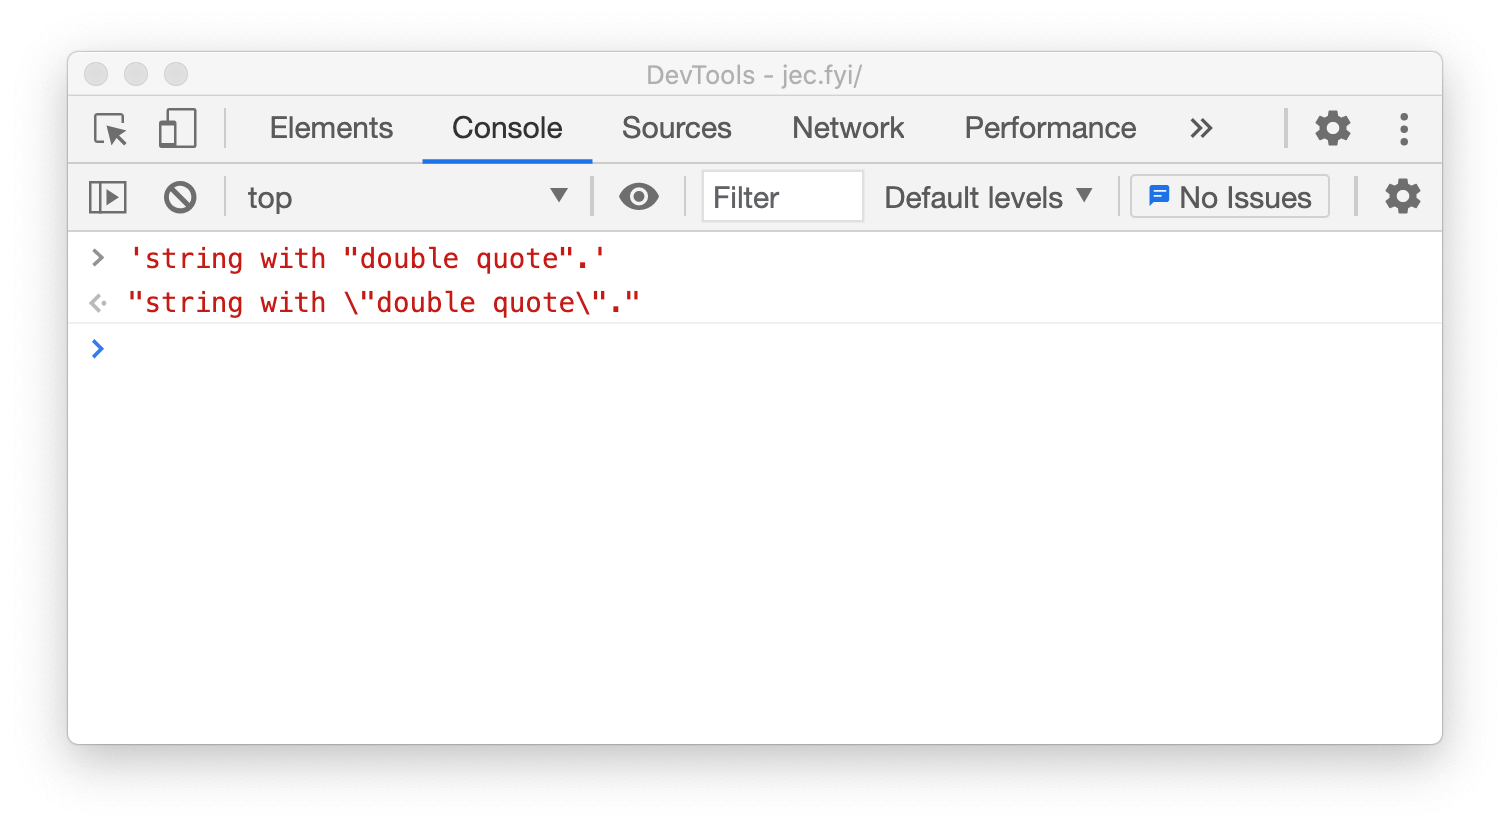 DevTools - jec.fyi/
Elements Console Sources Network Performance
top Filter Default levels No Issues
'string with "double quote".'
"string with \"double quote\"."